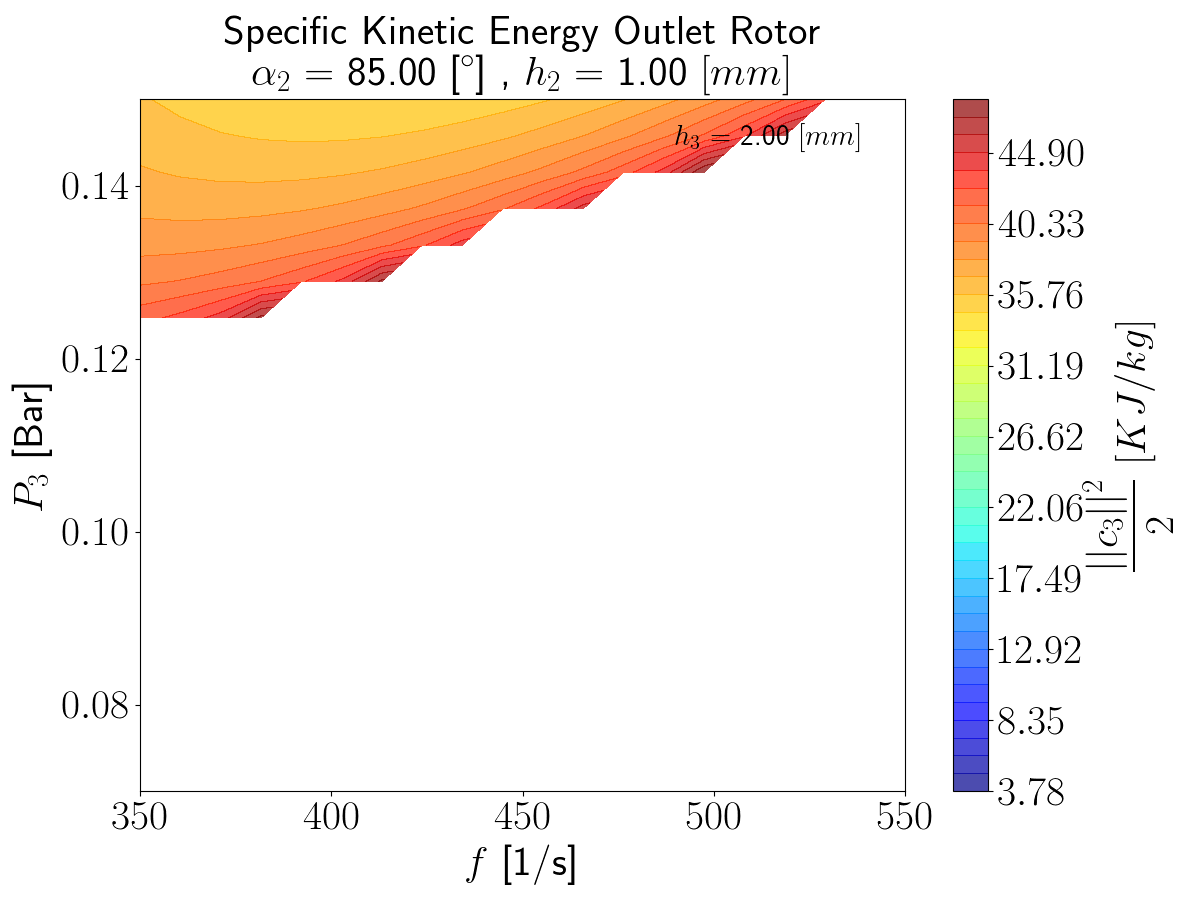 Specific Kinetic Energy Outlet Rotor
α₂ = 85.00 [°] , h₂ = 1.00 [mm]
h₃ = 2.00 [mm]
P₃ [Bar]
0.14
0.12
0.10
0.08
350 400 450 500 550
f [1/s]
44.90
40.33
35.76
31.19
26.62
22.06
17.49
12.92
8.35
3.78
||c₃||²/2 [KJ/kg]